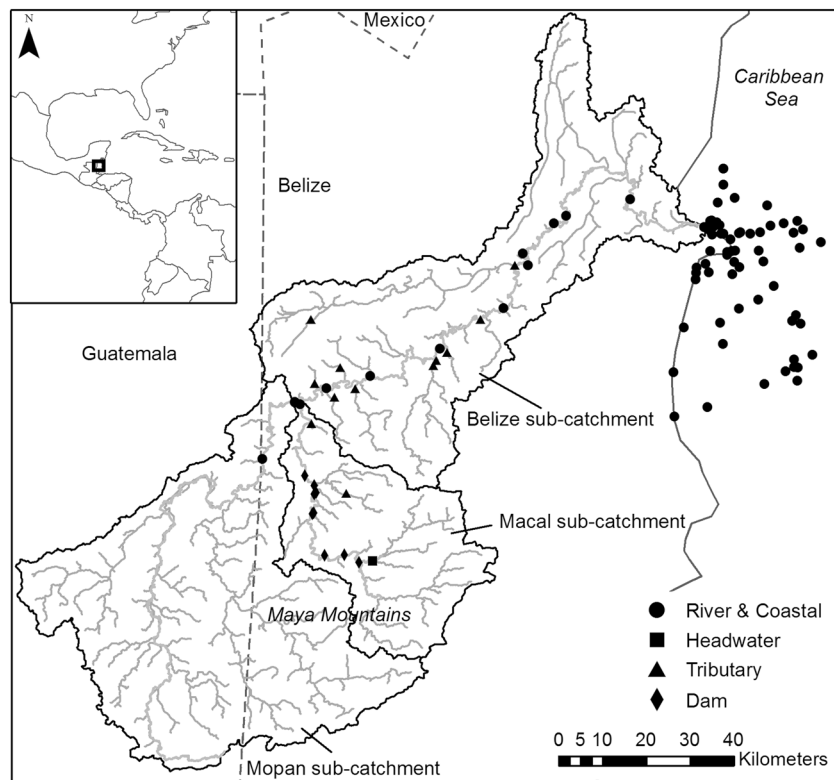 N
Mexico
Caribbean
Sea
Belize
Guatemala
Belize sub-catchment
Macal sub-catchment
Maya Mountains
River & Coastal
Headwater
Tributary
Dam
Mopan sub-catchment
0 5 10 20 30 40
Kilometers